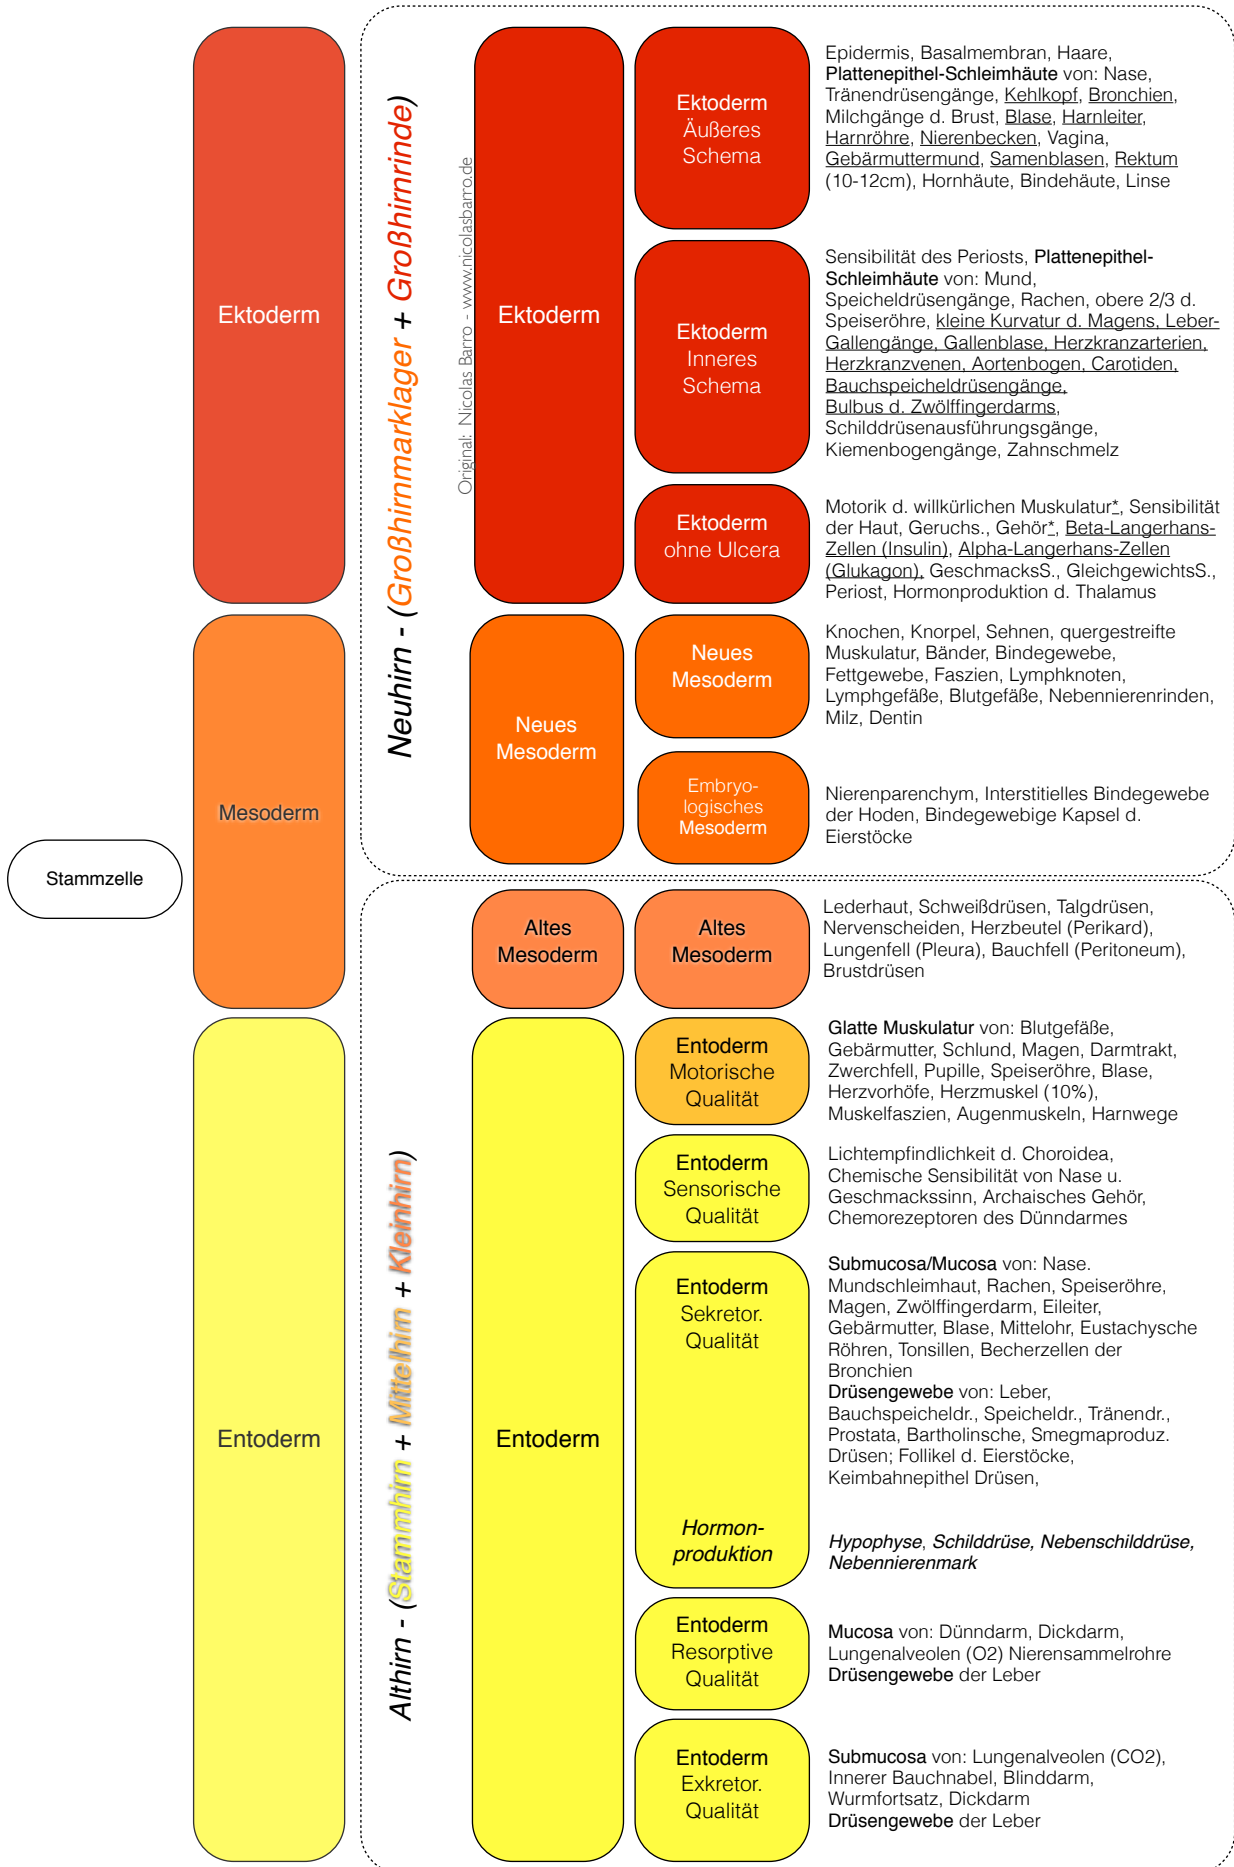 Stammzelle
Ektoderm
Mesoderm
Entoderm
Neuhirn - (Großhirnmarklager + Großhirnrinde)
Original: Nicolas Barro - www.nicolasbarro.de
Ektoderm
Ektoderm
Äußeres
Schema
Epidermis, Basalmembran, Haare,
Plattenepithel-Schleimhäute von: Nase,
Tränendrüsengänge, Kehlkopf, Bronchien,
Milchgänge d. Brust, Blase, Harnleiter,
Harnröhre, Nierenbecken, Vagina,
Gebärmuttermund, Samenblasen, Rektum
(10-12cm), Hornhäute, Bindehäute, Linse
Ektoderm
Inneres
Schema
Sensibilität des Periosts, Plattenepithel-
Schleimhäute von: Mund,
Speicheldrüsengänge, Rachen, obere 2/3 d.
Speiseröhre, kleine Kurvatur d. Magens, Leber-
Gallengänge, Gallenblase, Herzkranzarterien,
Herzkranzvenen, Aortenbogen, Carotiden,
Bauchspeicheldrüsengänge,
Bulbus d. Zwölffingerdarms,
Schilddrüsenausführungsgänge,
Kiemenbogengänge, Zahnschmelz
Ektoderm
ohne Ulcera
Motorik d. willkürlichen Muskulatur*, Sensibilität
der Haut, Geruchs., Gehör*, Beta-Langerhans-
Zellen (Insulin), Alpha-Langerhans-Zellen
(Glukagon), GeschmacksS., GleichgewichtsS.,
Periost, Hormonproduktion d. Thalamus
Neues
Mesoderm
Neues
Mesoderm
Knochen, Knorpel, Sehnen, quergestreifte
Muskulatur, Bänder, Bindegewebe,
Fettgewebe, Faszien, Lymphknoten,
Lymphgefäße, Blutgefäße, Nebennierenrinden,
Milz, Dentin
Embryo-
logisches
Mesoderm
Nierenparenchym, Interstitielles Bindegewebe
der Hoden, Bindegewebige Kapsel d.
Eierstöcke
Althirn - (Stammhirn + Mittelhirn + Kleinhirn)
Altes
Mesoderm
Altes
Mesoderm
Lederhaut, Schweißdrüsen, Talgdrüsen,
Nervenscheiden, Herzbeutel (Perikard),
Lungenfell (Pleura), Bauchfell (Peritoneum),
Brustdrüsen
Entoderm
Entoderm
Motorische
Qualität
Glatte Muskulatur von: Blutgefäße,
Gebärmutter, Schlund, Magen, Darmtrakt,
Zwerchfell, Pupille, Speiseröhre, Blase,
Herzvorhöfe, Herzmuskel (10%),
Muskelfaszien, Augenmuskeln, Harnwege
Entoderm
Sensorische
Qualität
Lichtempfindlichkeit d. Choroidea,
Chemische Sensibilität von Nase u.
Geschmackssinn, Archaisches Gehör,
Chemorezeptoren des Dünndarmes
Entoderm
Sekretor.
Qualität
Submucosa/Mucosa von: Nase.
Mundschleimhaut, Rachen, Speiseröhre,
Magen, Zwölffingerdarm, Eileiter,
Gebärmutter, Blase, Mittelohr, Eustachysche
Röhren, Tonsillen, Becherzellen der
Bronchien
Drüsengewebe von: Leber,
Bauchspeicheldr., Speicheldr., Tränendr.,
Prostata, Bartholinsche, Smegmaproduz.
Drüsen; Follikel d. Eierstöcke,
Keimbahnepithel Drüsen,
Hormon-
produktion
Hypophyse, Schilddrüse, Nebenschilddrüse,
Nebennierenmark
Entoderm
Resorptive
Qualität
Mucosa von: Dünndarm, Dickdarm,
Lungenalveolen (O2) Nierensammelrohre
Drüsengewebe der Leber
Entoderm
Exkretor.
Qualität
Submucosa von: Lungenalveolen (CO2),
Innerer Bauchnabel, Blinddarm,
Wurmfortsatz, Dickdarm
Drüsengewebe der Leber